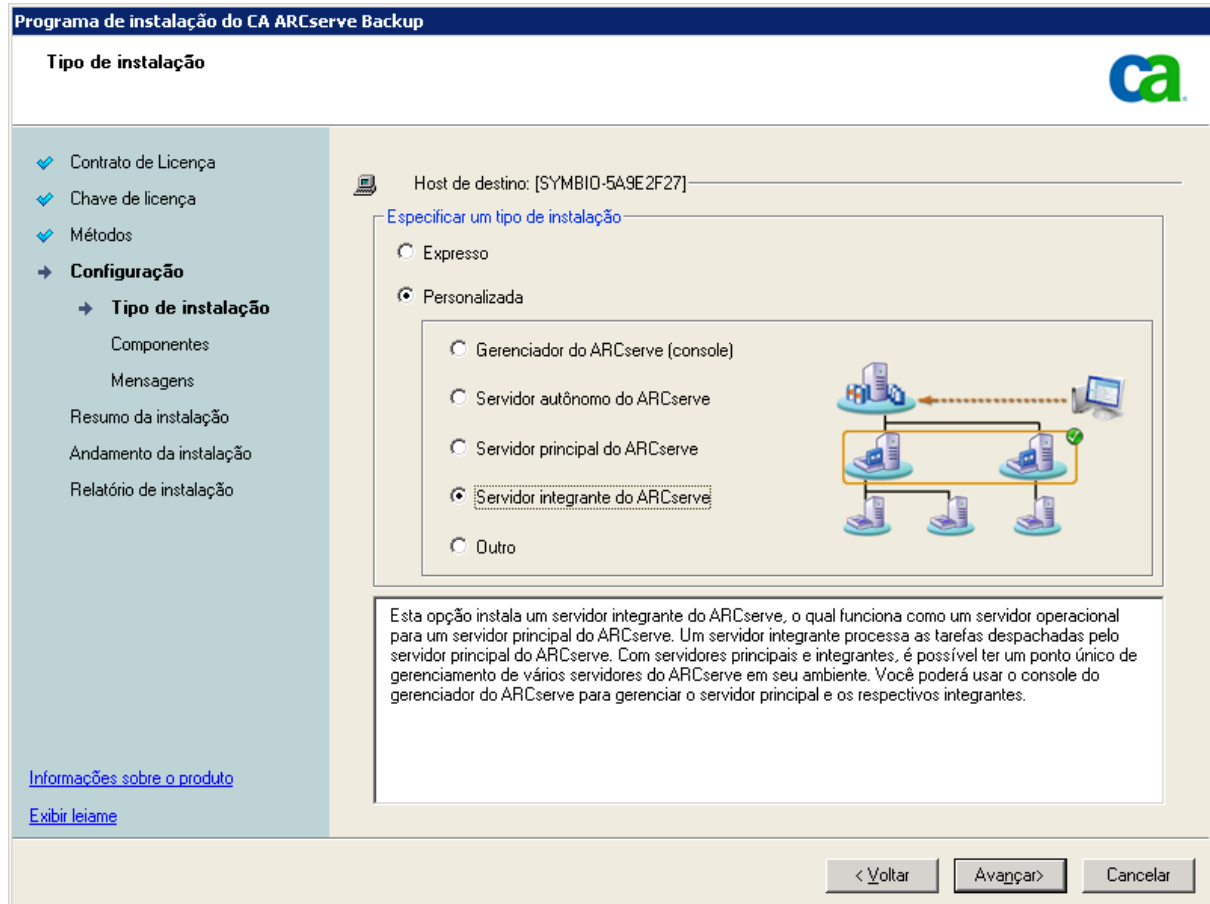 Programa de instalação do CA ARCserve Backup
Tipo de instalação
ca
Contrato de Licença
Chave de licença
Métodos
Configuração
Tipo de instalação
Componentes
Mensagens
Resumo da instalação
Andamento da instalação
Relatório de instalação
Informações sobre o produto
Exibir leiame
Host de destino: [SYMBIO-5A9E2F27]
Especificar um tipo de instalação
Expresso
Personalizada
Gerenciador do ARCserve (console)
Servidor autônomo do ARCserve
Servidor principal do ARCserve
Servidor integrante do ARCserve
Outro
Esta opção instala um servidor integrante do ARCserve, o qual funciona como um servidor operacional
para um servidor principal do ARCserve. Um servidor integrante processa as tarefas despachadas pelo
servidor principal do ARCserve. Com servidores principais e integrantes, é possível ter um ponto único de
gerenciamento de vários servidores do ARCserve em seu ambiente. Você poderá usar o console do
gerenciador do ARCserve para gerenciar o servidor principal e os respectivos integrantes.
< Voltar
Avançar>
Cancelar